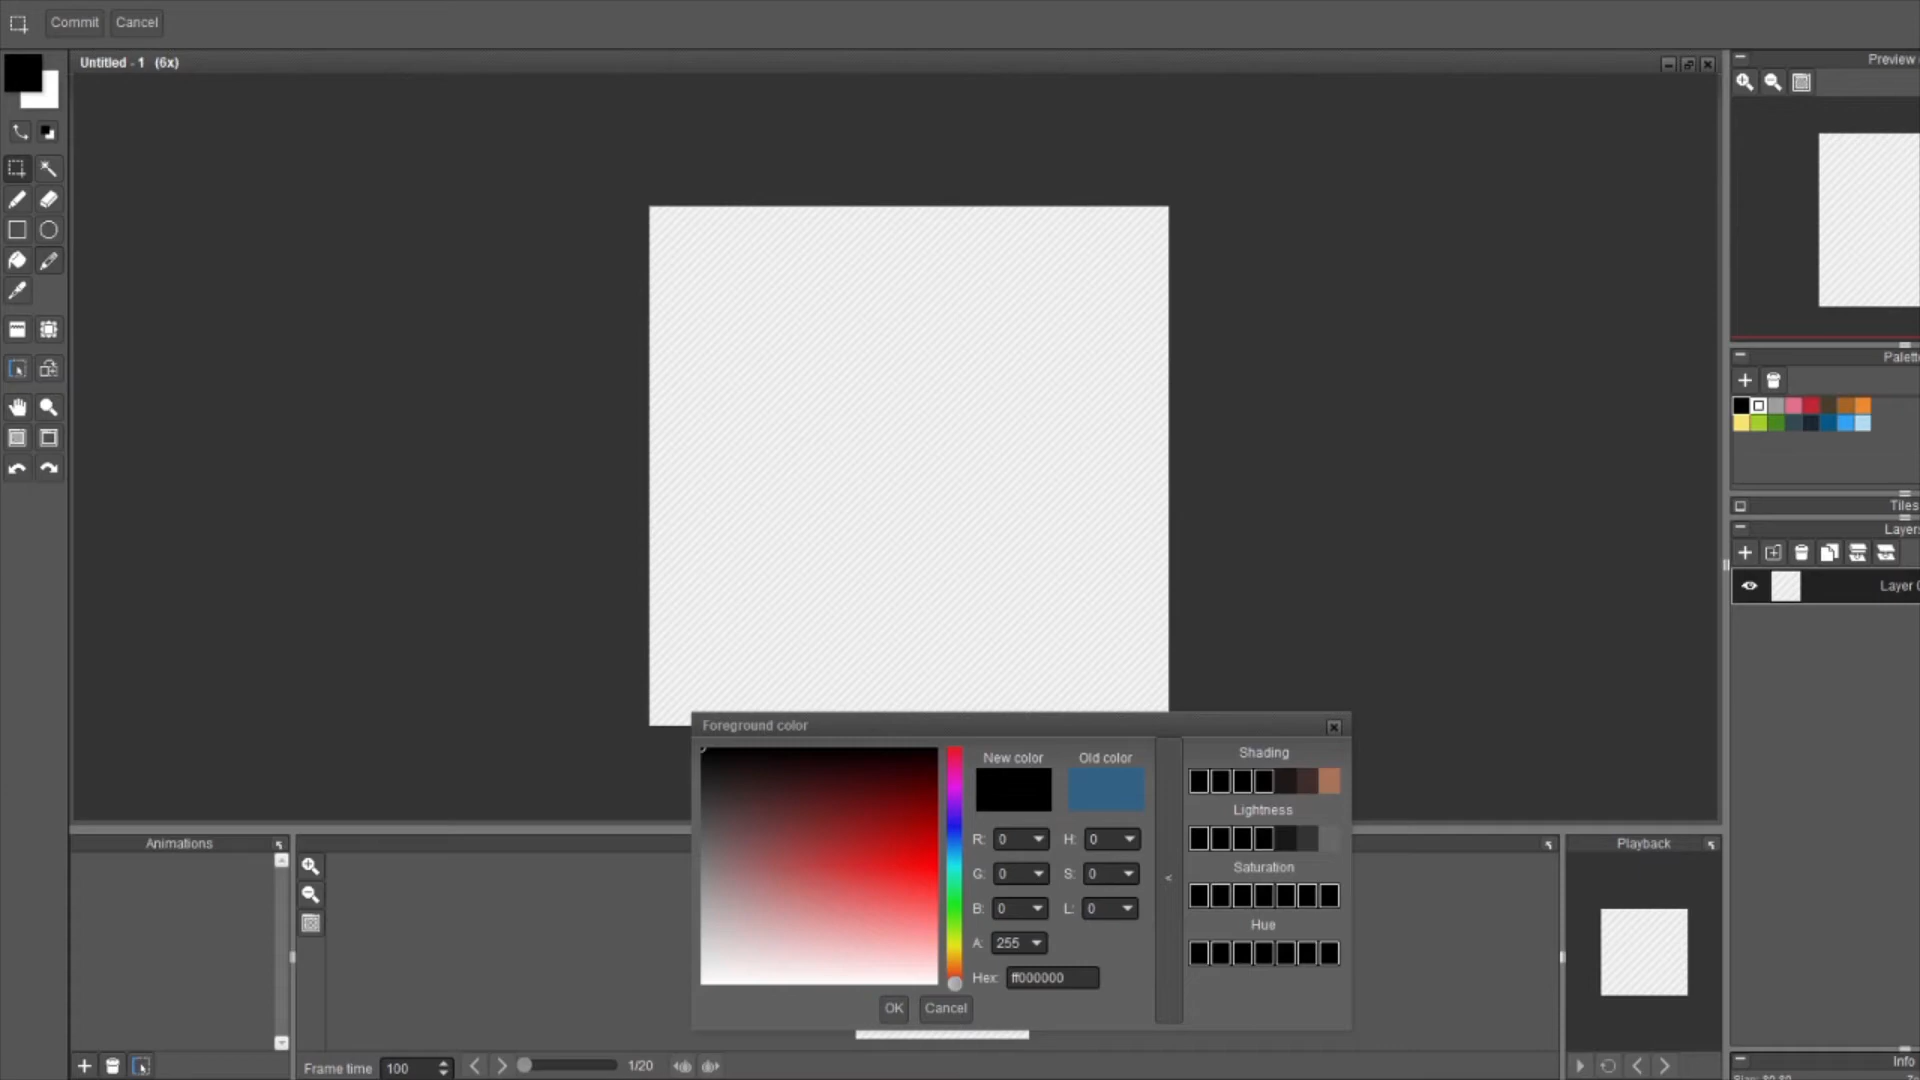 Commit Cancel
Untitled - 1 (6x)
Preview
Palett
Tiles
Layers
Layer
Foreground color
New color Old color
R: 0 H: 0
G: 0 S: 0
B: 0 L: 0
A: 255
Hex: ff000000
OK Cancel
<
Shading
Lightness
Saturation
Hue
Animations
Playback
Frame time 100 1/20
Info